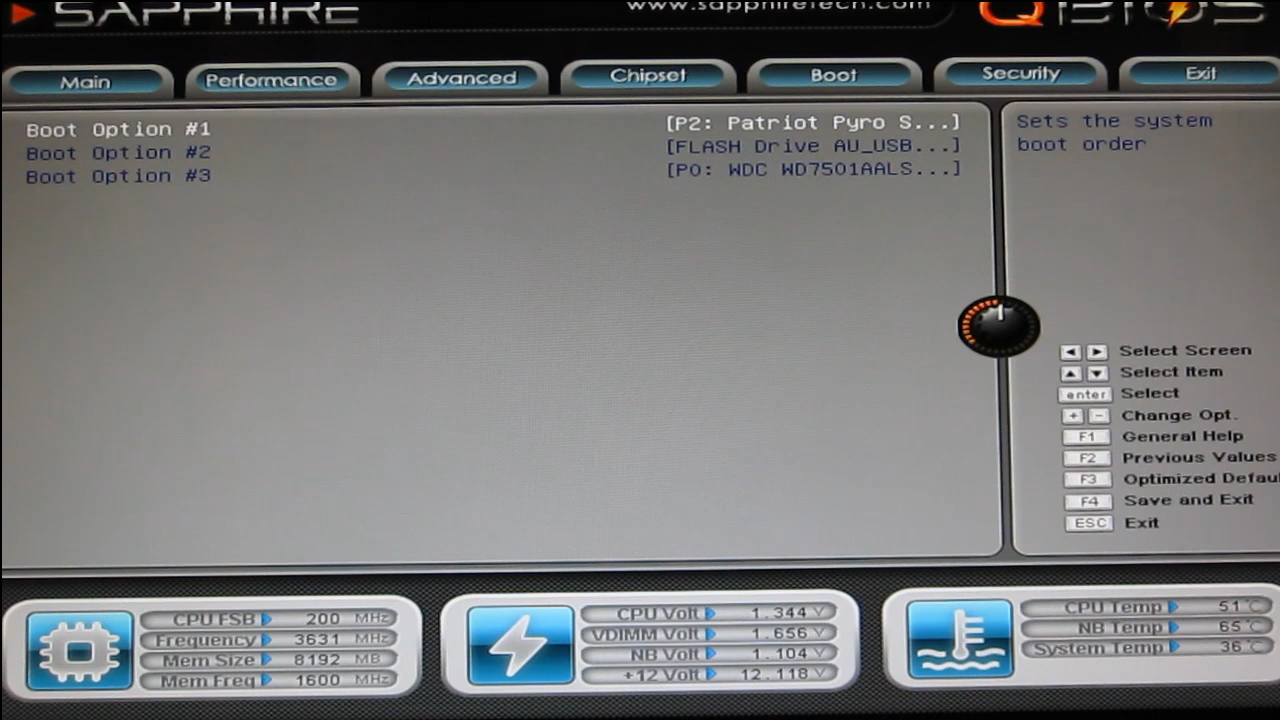 SAPPHIRE
www.sapphiretech.com
QBIOS
Main
Performance
Advanced
Chipset
Boot
Security
Exit
Boot Option #1 [P2: Patriot Pyro S...]
Boot Option #2 [FLASH Drive AU_USB...]
Boot Option #3 [P0: WDC WD7501AALS...]
Sets the system
boot order
Select Screen
Select Item
enter Select
+ - Change Opt.
F1 General Help
F2 Previous Values
F3 Optimized Defau
F4 Save and Exit
ESC Exit
CPU FSB 200 MHz
Frequency 3631 MHz
Mem Size 8192 MB
Mem Freq 1600 MHz
CPU Volt 1.344 V
VDIMM Volt 1.656 V
NB Volt 1.104 V
+12 Volt 12.118 V
CPU Temp 51 °C
NB Temp 65 °C
System Temp 36 °C